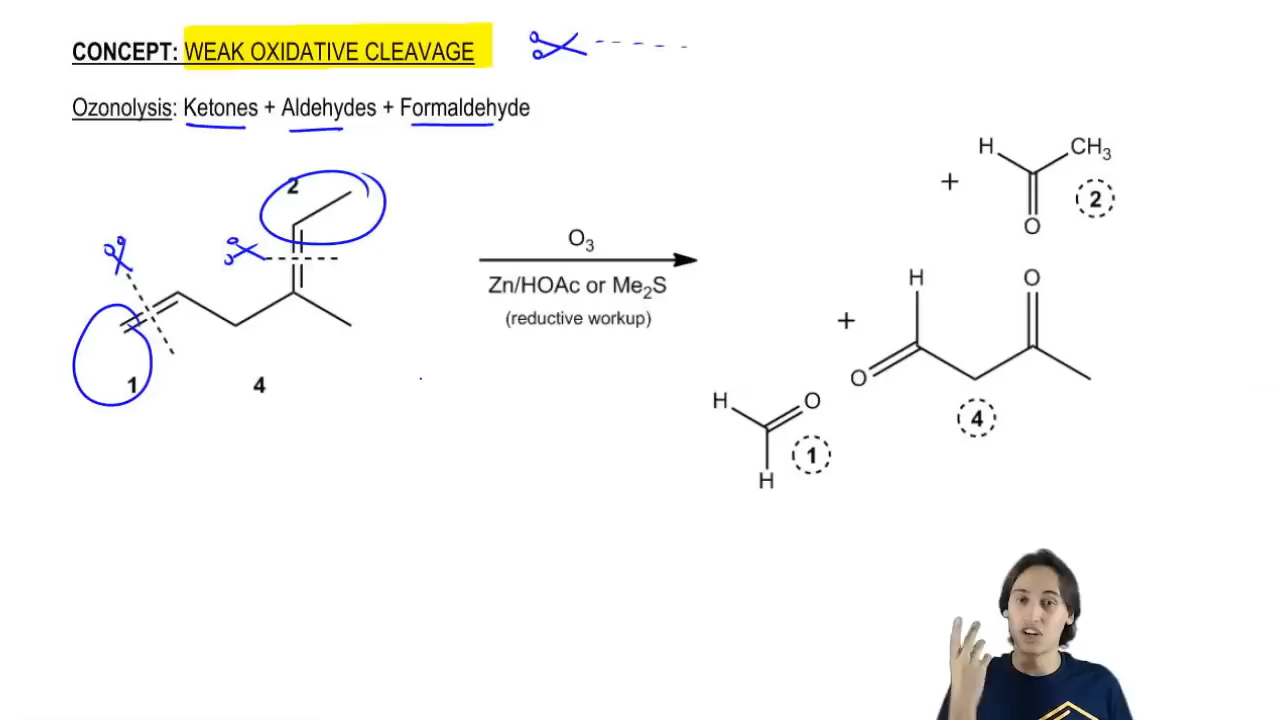 CONCEPT: WEAK OXIDATIVE CLEAVAGE
Ozonolysis: Ketones + Aldehydes + Formaldehyde
2
1
4
O3
Zn/HOAc or Me2S
(reductive workup)
+
H
CH3
O
2
+
H
O
O
4
H
O
H
1